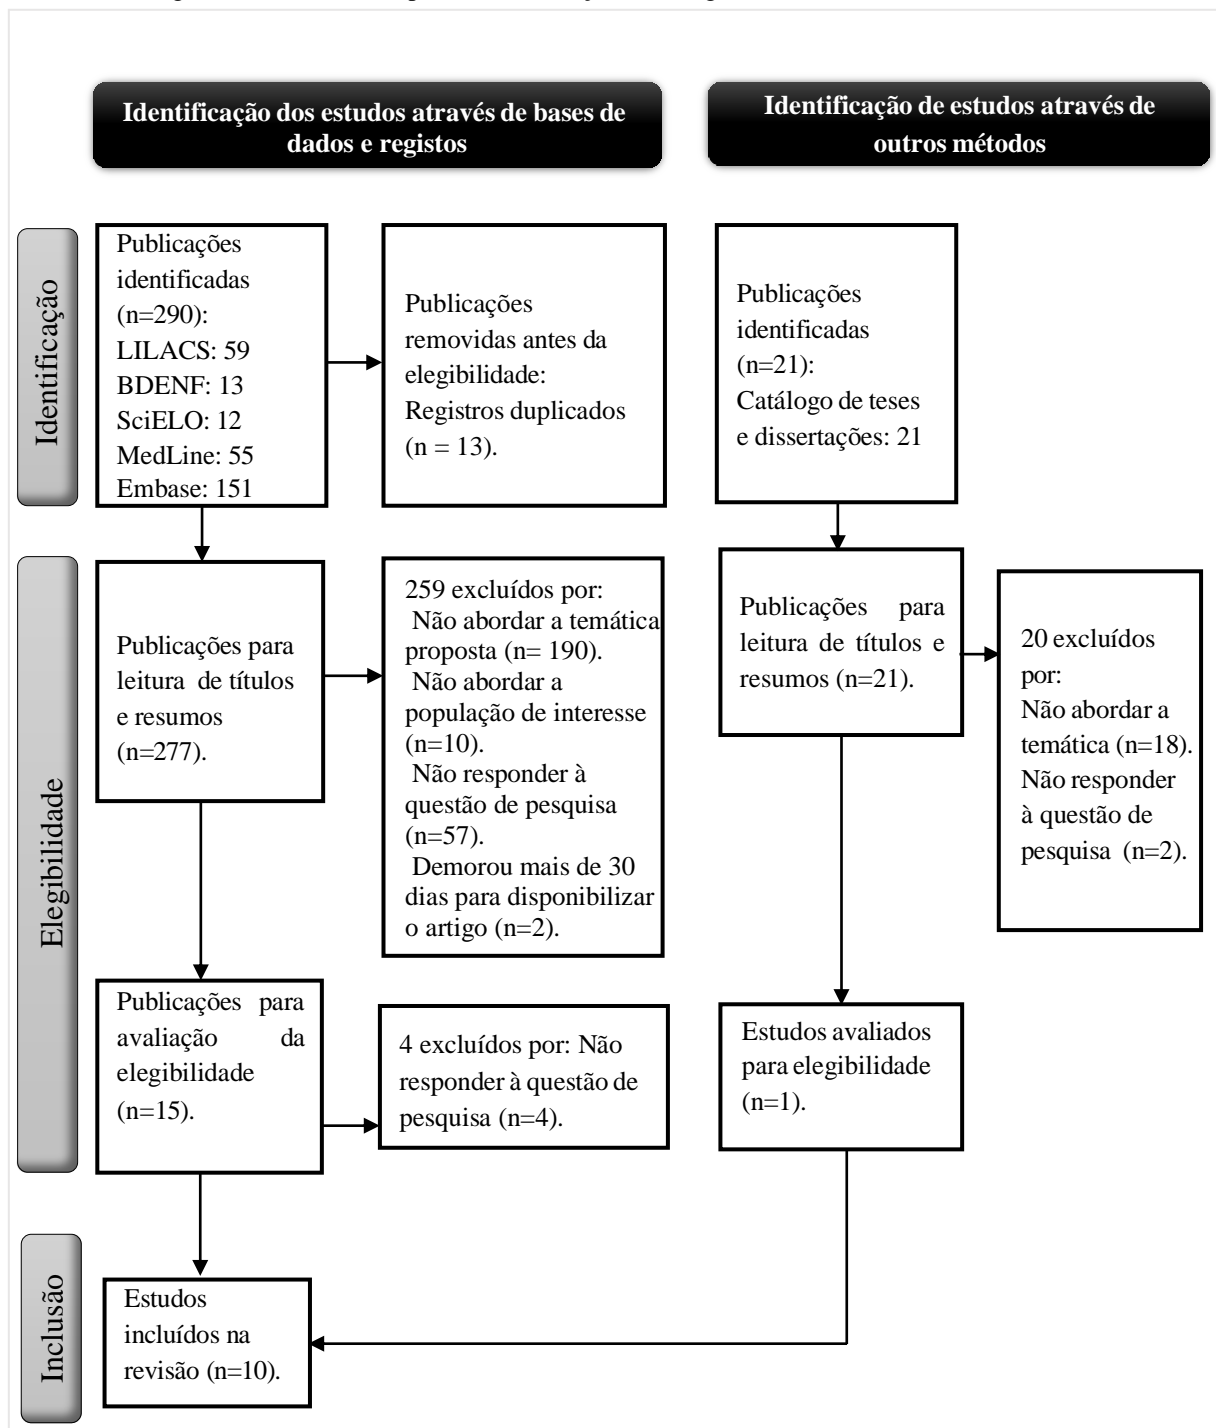 Identificação dos estudos através de bases de
dados e registos
Identificação de estudos através de
outros métodos
Identificação
Publicações
identificadas
(n=290):
LILACS: 59
BDENF: 13
SciELO: 12
MedLine: 55
Embase: 151
Publicações
removidas antes da
elegibilidade:
Registros duplicados
(n = 13).
Publicações
identificadas
(n=21):
Catálogo de teses
e dissertações: 21
Elegibilidade
Publicações para
leitura de títulos
e resumos
(n=277).
259 excluídos por:
Não abordar a temática
proposta (n= 190).
Não abordar a
população de interesse
(n=10).
Não responder à
questão de pesquisa
(n=57).
Demorou mais de 30
dias para disponibilizar
o artigo (n=2).
Publicações para
leitura de títulos e
resumos (n=21).
20 excluídos
por:
Não abordar a
temática (n=18).
Não responder
à questão de
pesquisa (n=2).
Publicações para
avaliação da
elegibilidade
(n=15).
4 excluídos por: Não
responder à questão de
pesquisa (n=4).
Estudos avaliados
para elegibilidade
(n=1).
Inclusão
Estudos
incluídos na
revisão (n=10).